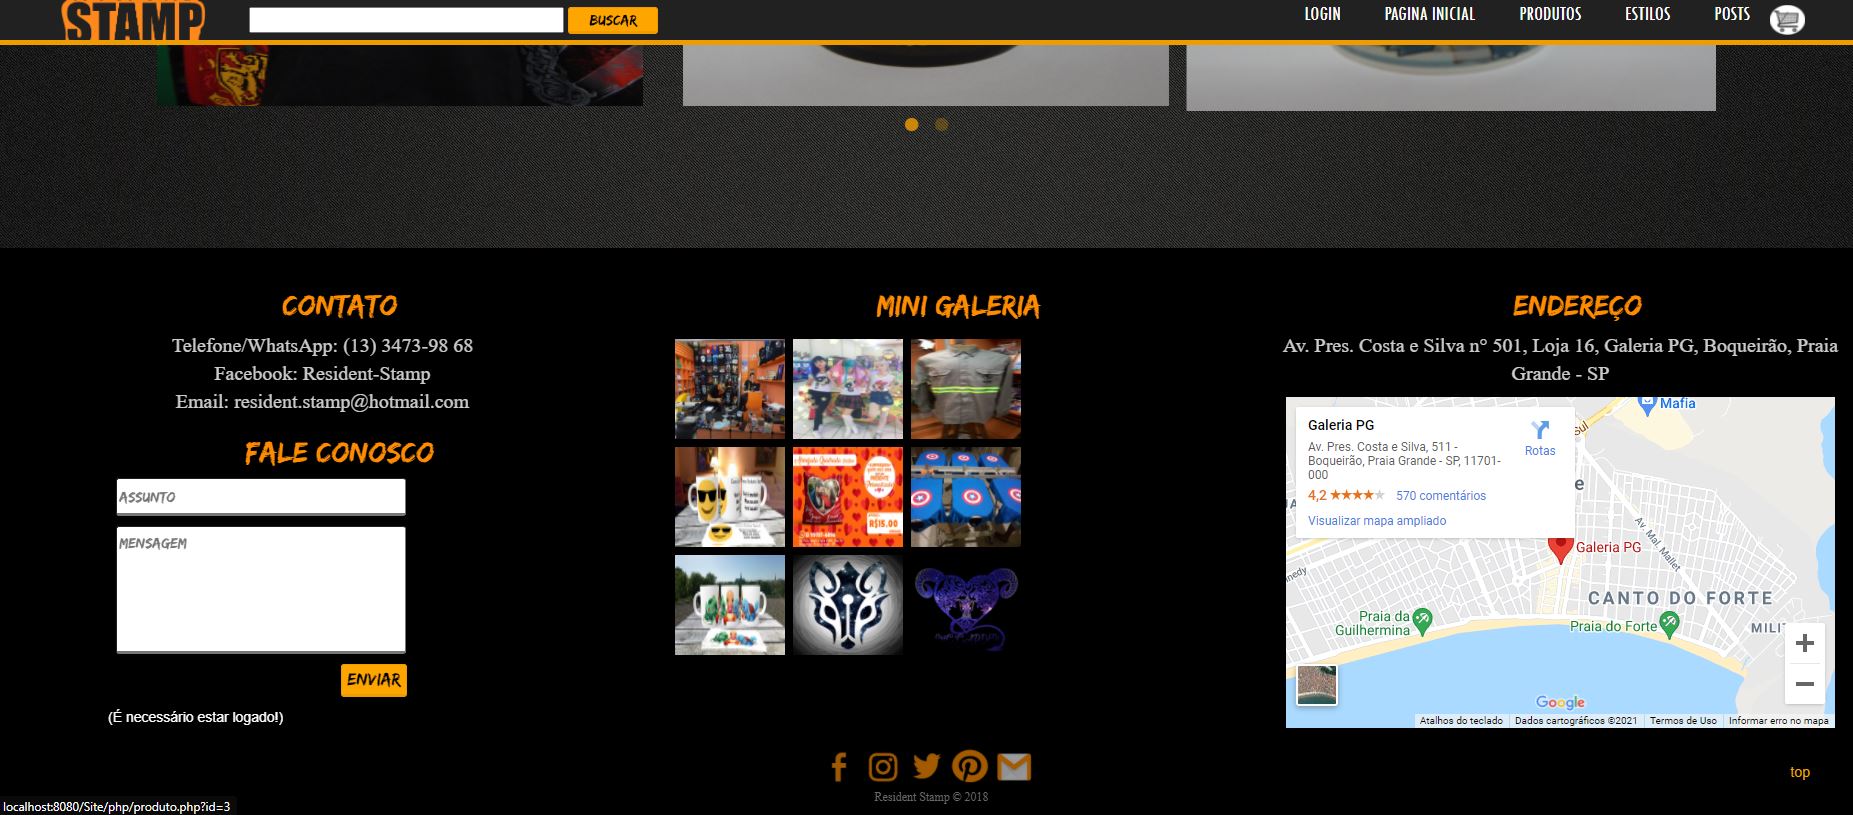 STAMP
BUSCAR
LOGIN
PAGINA INICIAL
PRODUTOS
ESTILOS
POSTS
CONTATO
Telefone/WhatsApp: (13) 3473-98 68
Facebook: Resident-Stamp
Email: resident.stamp@hotmail.com
FALE CONOSCO
ASSUNTO
MENSAGEM
ENVIAR
(É necessário estar logado!)
MINI GALERIA
R$15,00
ENDEREÇO
Av. Pres. Costa e Silva n° 501, Loja 16, Galeria PG, Boqueirão, Praia
Grande - SP
Galeria PG
Av. Pres. Costa e Silva, 511 -
Boqueirão, Praia Grande - SP, 11701-
000
Rotas
4,2
570 comentários
Visualizar mapa ampliado
Mafia
Galeria PG
Av. Mal. Mallet
CANTO DO FORTE
Praia da
Guilhermina
Praia do Forte
Google
Atalhos do teclado
Dados cartográficos ©2021
Termos de Uso
Informar erro no mapa
top
Resident Stamp © 2018
localhost:8080/Site/php/produto.php?id=3